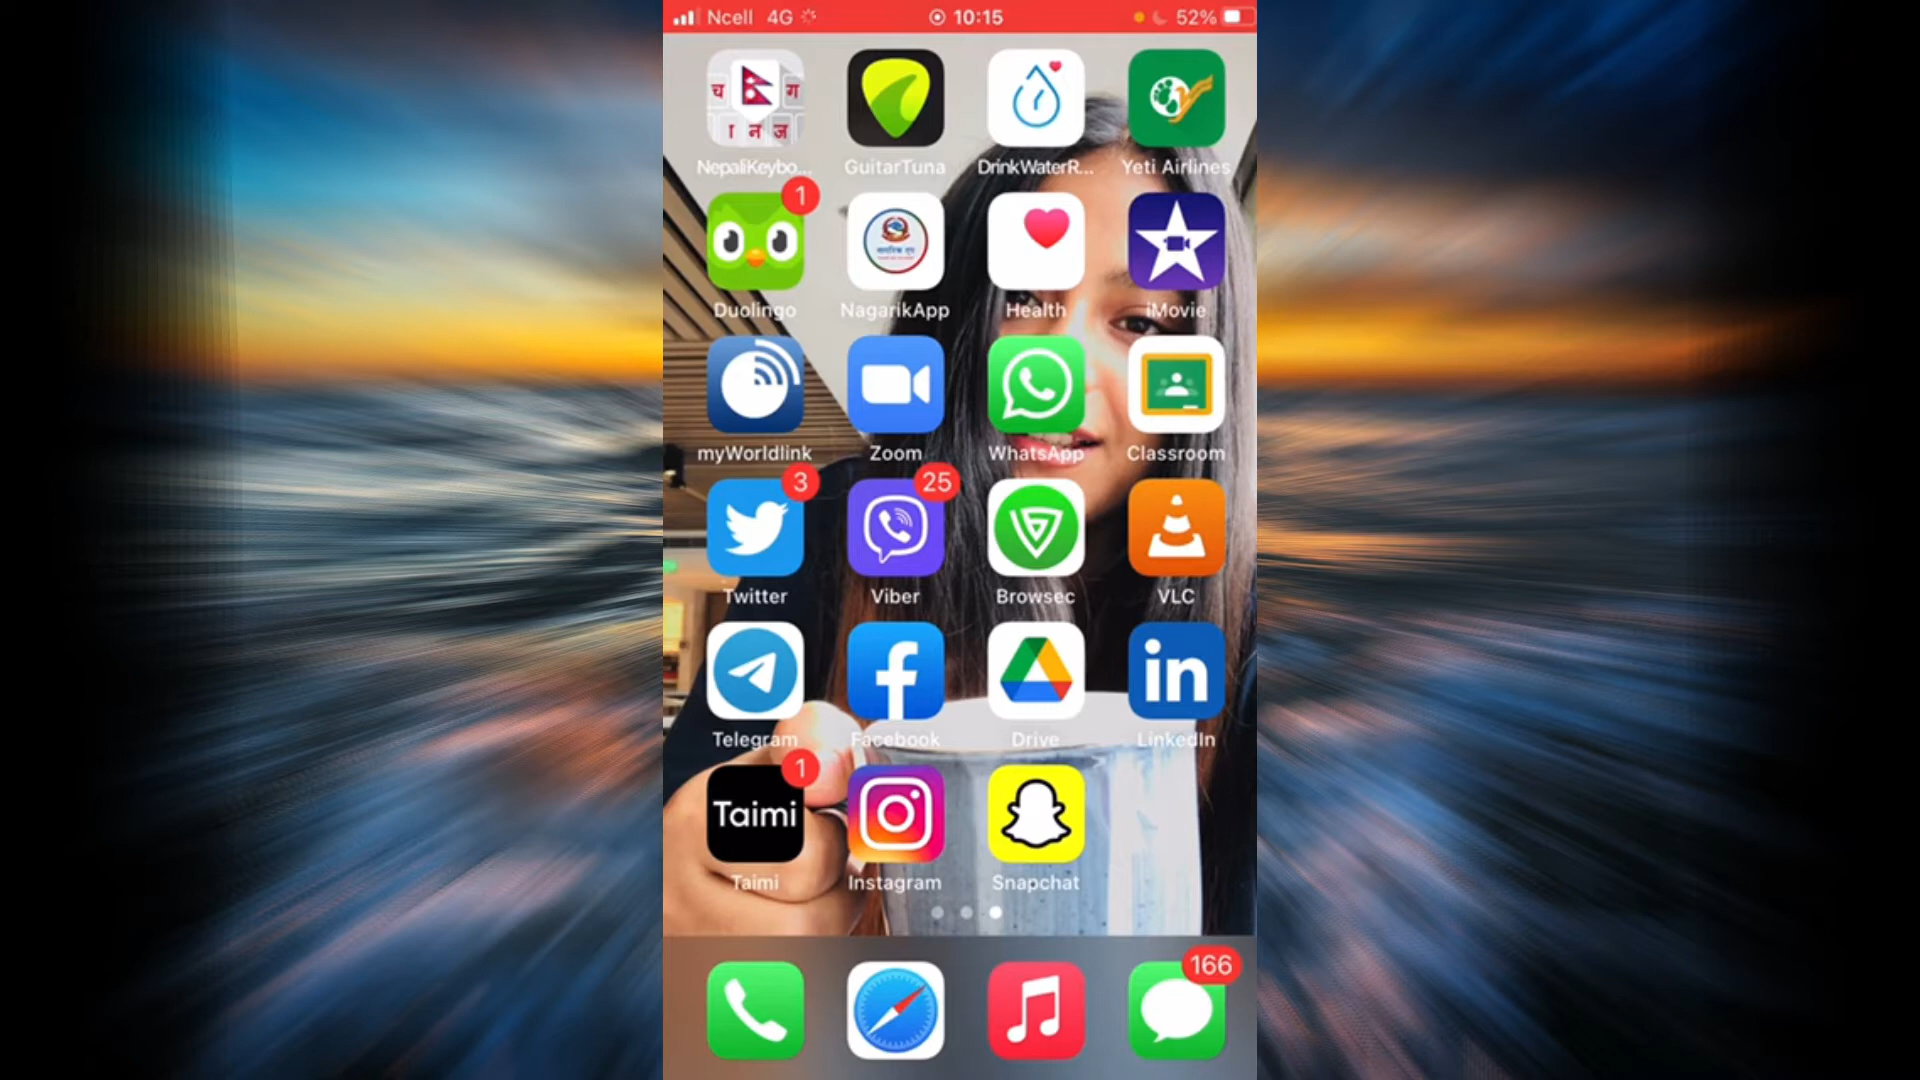 Ncell 4G 10:15 52%
च ग
ा न ज
NepaliKeybo... GuitarTuna DrinkWaterR... Yeti Airlines
1
Duolingo NagarikApp Health iMovie
myWorldlink Zoom WhatsApp Classroom
3 25
Twitter Viber Browsec VLC
in
Telegram Facebook Drive LinkedIn
1
Taimi
Taimi Instagram Snapchat
166